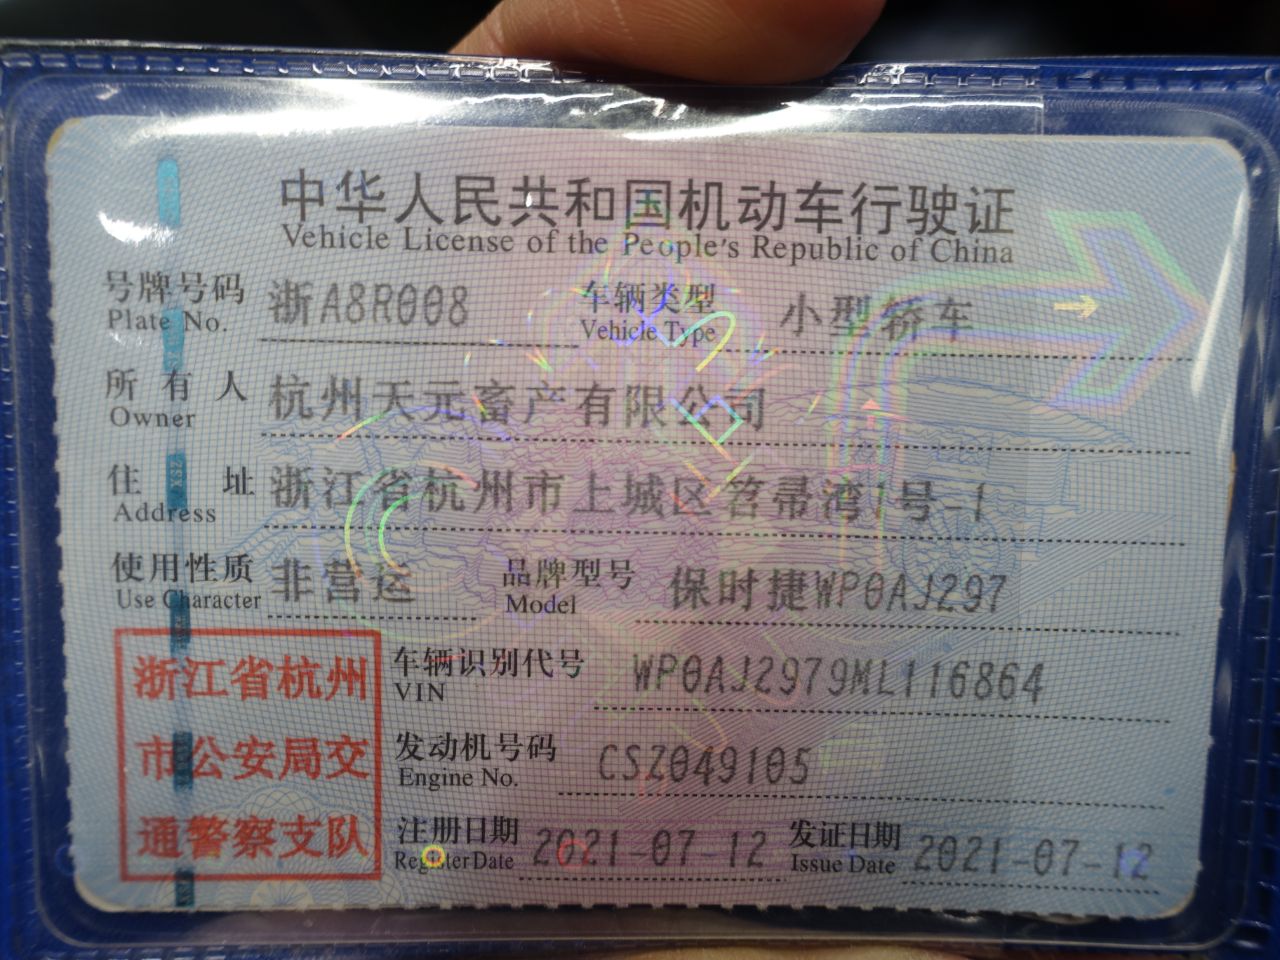 中华人民共和国机动车行驶证
Vehicle License of the People's Republic of China
号牌号码 浙A8R008 车辆类型 小型轿车
Plate No. Vehicle Type
所有人 杭州天元畜产有限公司
Owner
住址 浙江省杭州市上城区笤帚湾1号-1
Address
使用性质 非营运 品牌型号 保时捷WP0AJ297
Use Character Model
浙江省杭州 车辆识别代号 WP0AJ2979ML116864
VIN
市公安局交 发动机号码 CSZ049105
Engine No.
通警察支队 注册日期 2021-07-12 发证日期 2021-07-12
Register Date Issue Date